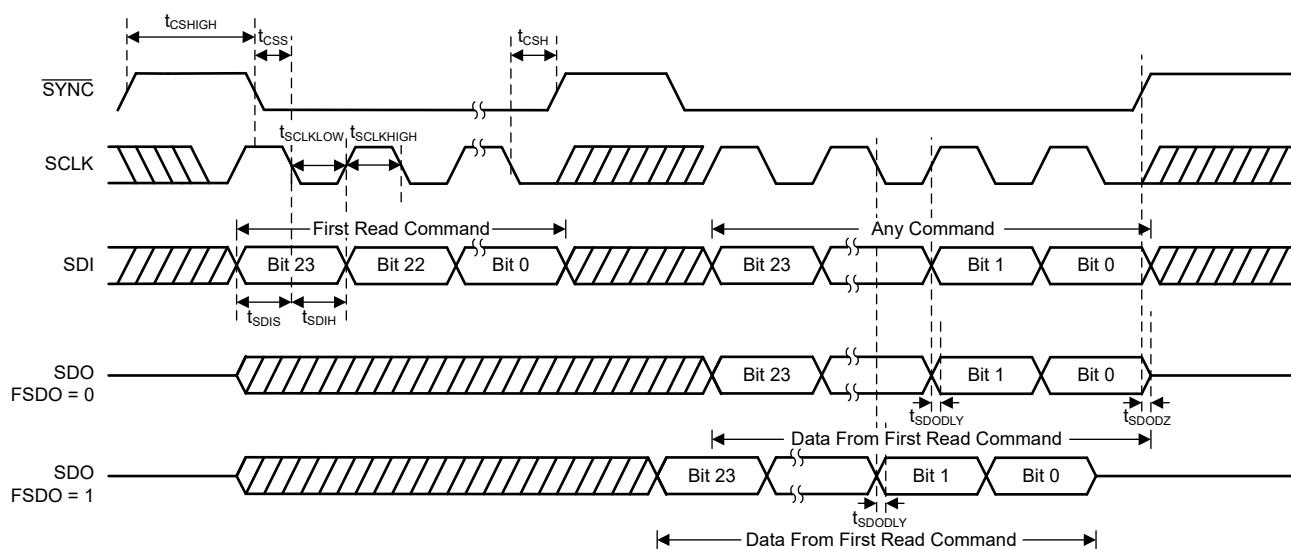 tCSHIGH
tCSS
tCSH
SYNC
tSCLKLOW
tSCLKHIGH
SCLK
First Read Command
Any Command
SDI
Bit 23
Bit 22
Bit 0
Bit 23
Bit 1
Bit 0
tSDIS
tSDIH
SDO
FSDO = 0
Bit 23
Bit 1
Bit 0
tSDODLY
tSDODZ
Data From First Read Command
SDO
FSDO = 1
Bit 23
Bit 1
Bit 0
tSDODLY
Data From First Read Command